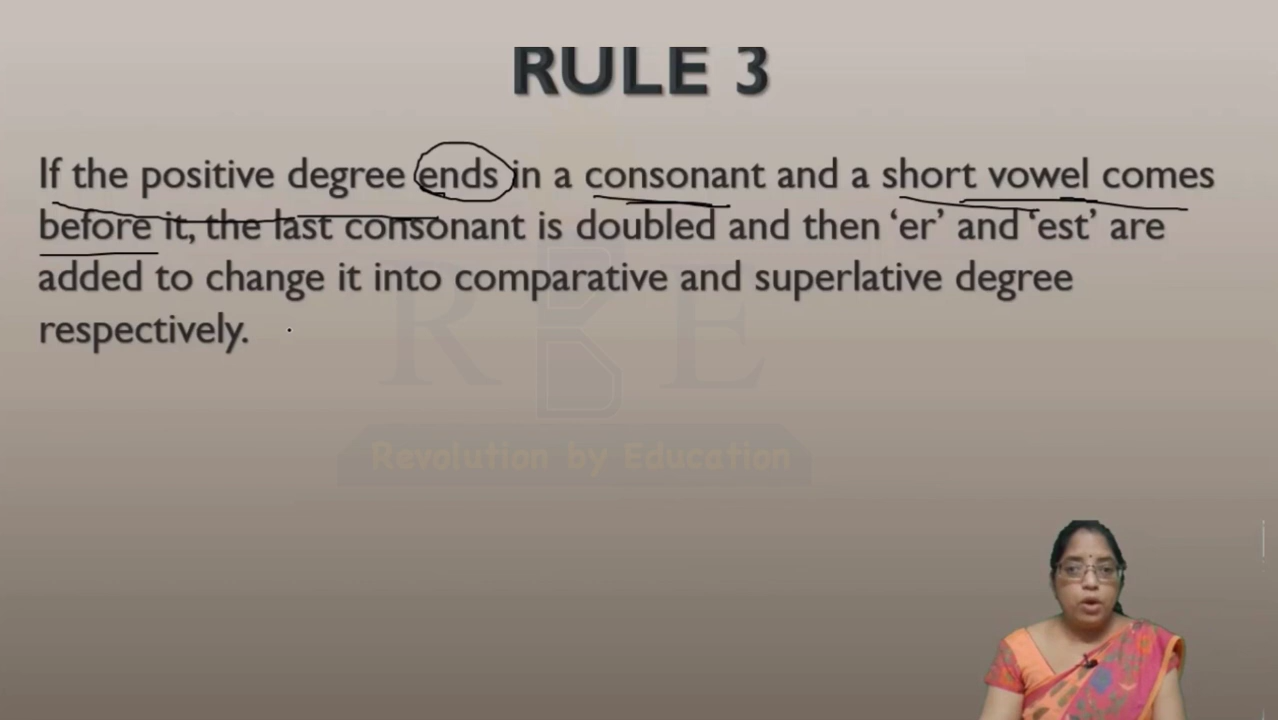 RULE 3
If the positive degree ends in a consonant and a short vowel comes
before it, the last consonant is doubled and then ‘er’ and ‘est’ are
added to change it into comparative and superlative degree
respectively.
R B E
Revolution by Education